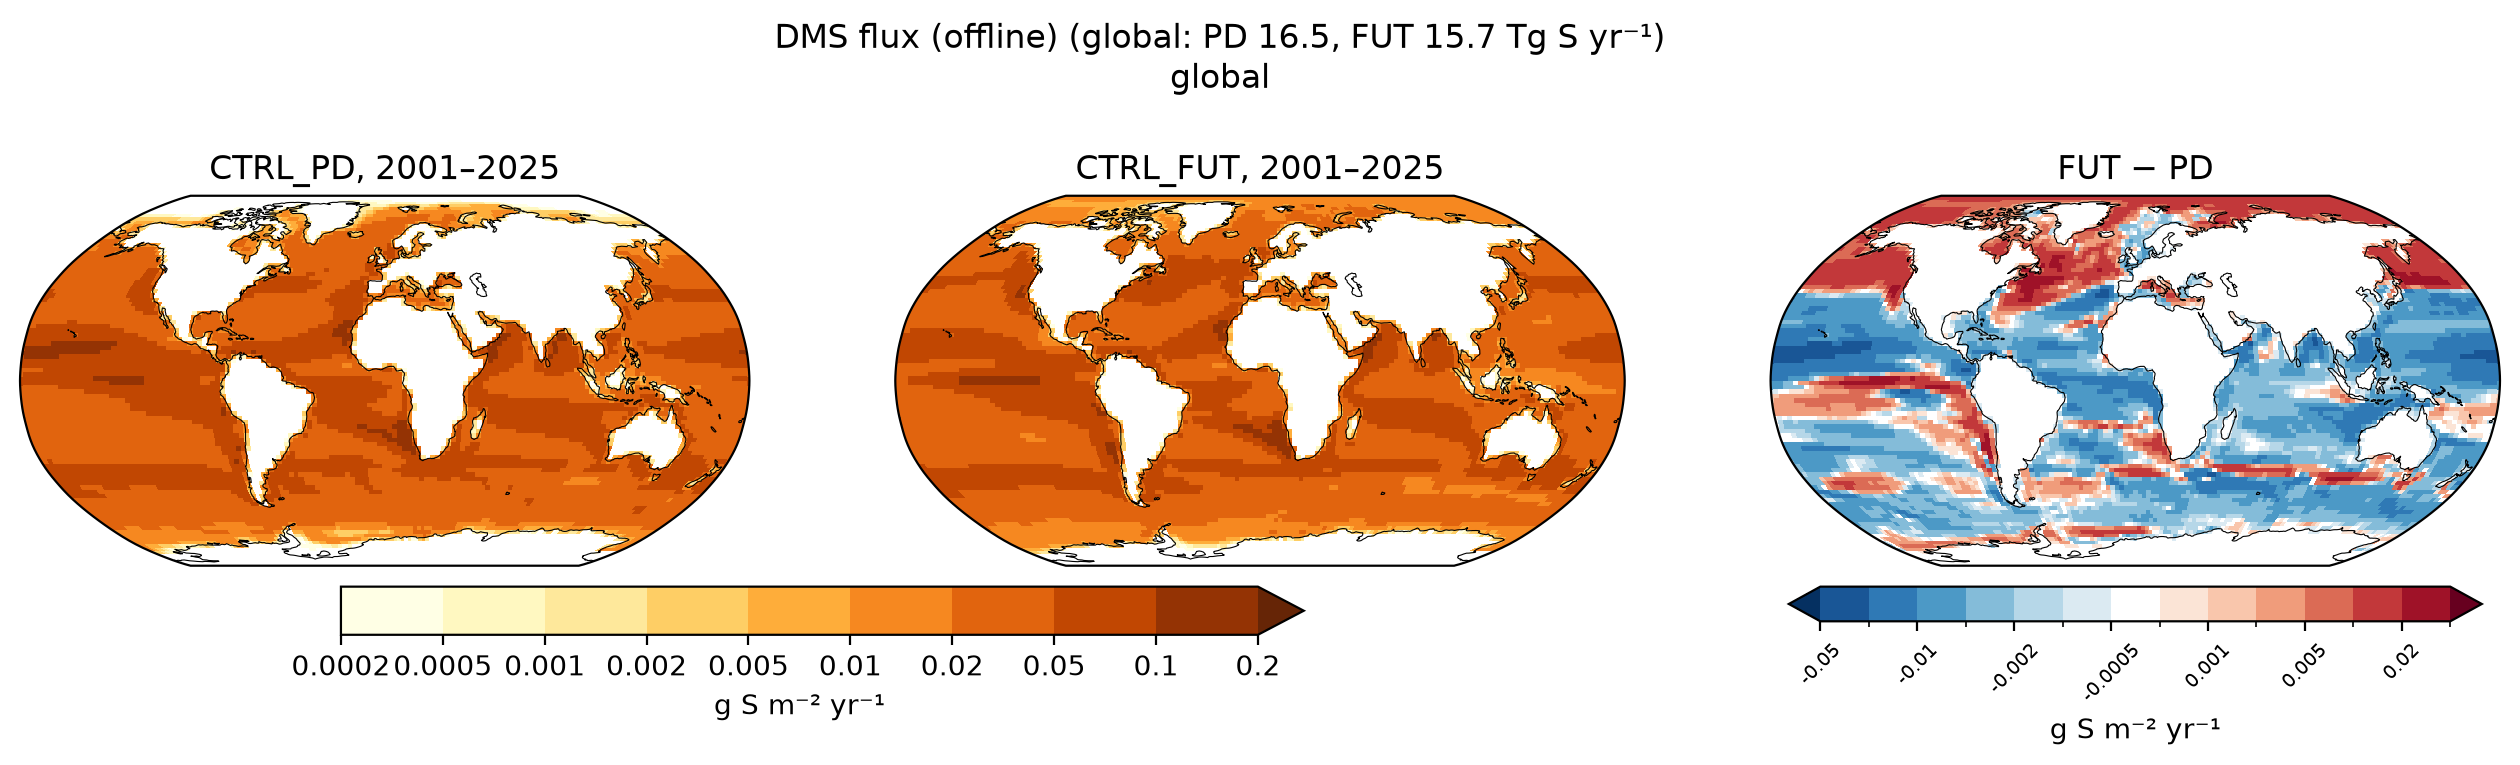 DMS flux (offline) (global: PD 16.5, FUT 15.7 Tg S yr⁻¹)
global
CTRL_PD, 2001–2025
CTRL_FUT, 2001–2025
FUT − PD
0.0002 0.0005 0.001 0.002 0.005 0.01 0.02 0.05 0.1 0.2
g S m⁻² yr⁻¹
-0.05 -0.01 -0.002 -0.0005 0.001 0.005 0.02
g S m⁻² yr⁻¹